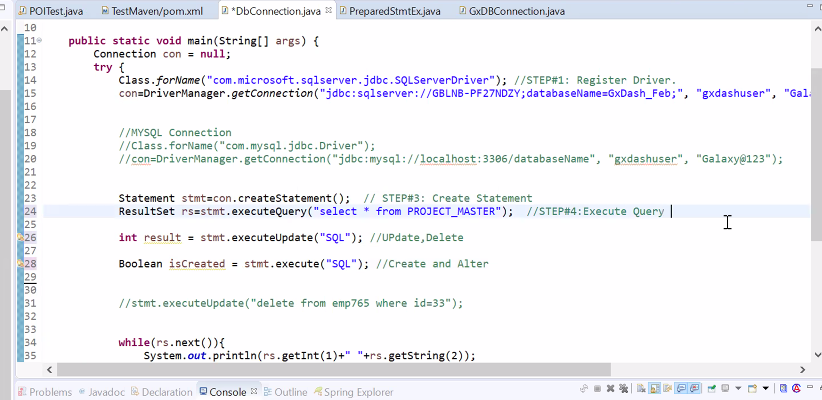 POITest.java TestMaven/pom.xml *DbConnection.java PreparedStmtEx.java GxDBConnection.java
10
11 public static void main(String[] args) {
12 Connection con = null;
13 try {
14 Class.forName("com.microsoft.sqlserver.jdbc.SQLServerDriver"); //STEP#1: Register Driver.
15 con=DriverManager.getConnection("jdbc:sqlserver://GBLNB-PF27NDZY;databaseName=GxDash_Feb;", "gxdashuser", "Gala
16
17
18 //MYSQL Connection
19 //Class.forName("com.mysql.jdbc.Driver");
20 //con=DriverManager.getConnection("jdbc:mysql://localhost:3306/databaseName", "gxdashuser", "Galaxy@123");
21
22
23 Statement stmt=con.createStatement(); // STEP#3: Create Statement
24 ResultSet rs=stmt.executeQuery("select * from PROJECT_MASTER"); //STEP#4:Execute Query
25
26 int result = stmt.executeUpdate("SQL"); //UPdate,Delete
27
28 Boolean isCreated = stmt.execute("SQL"); //Create and Alter
29
30
31 //stmt.executeUpdate("delete from emp765 where id=33");
32
33
34 while(rs.next()){
35 System.out.println(rs.getInt(1)+" "+rs.getString(2));
Problems Javadoc Declaration Console Outline Spring Explorer